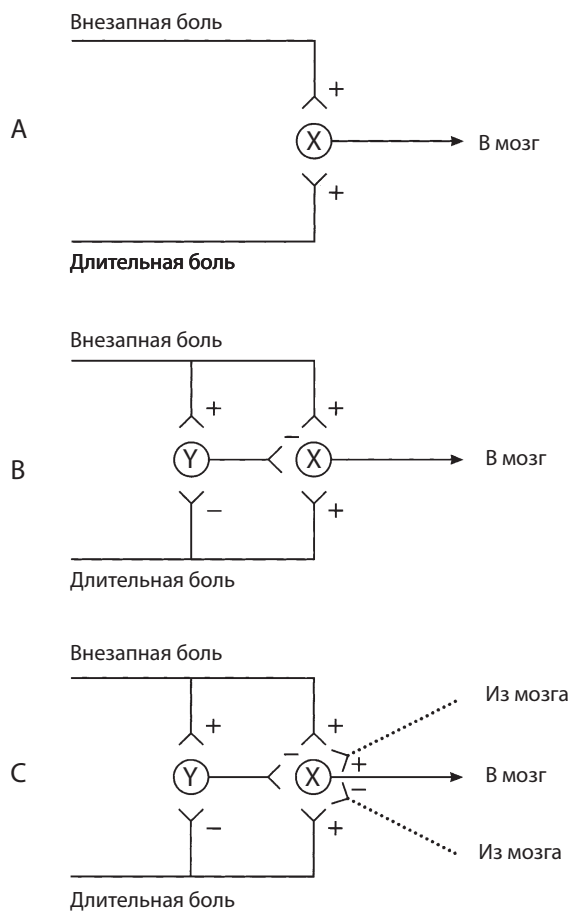 Внезапная боль
+
A
X
В мозг
+
Длительная боль
Внезапная боль
+ +
–
B
Y X
В мозг
– +
Длительная боль
Внезапная боль
Из мозга
+ +
– +
C
Y X
В мозг
–
– +
Из мозга
Длительная боль